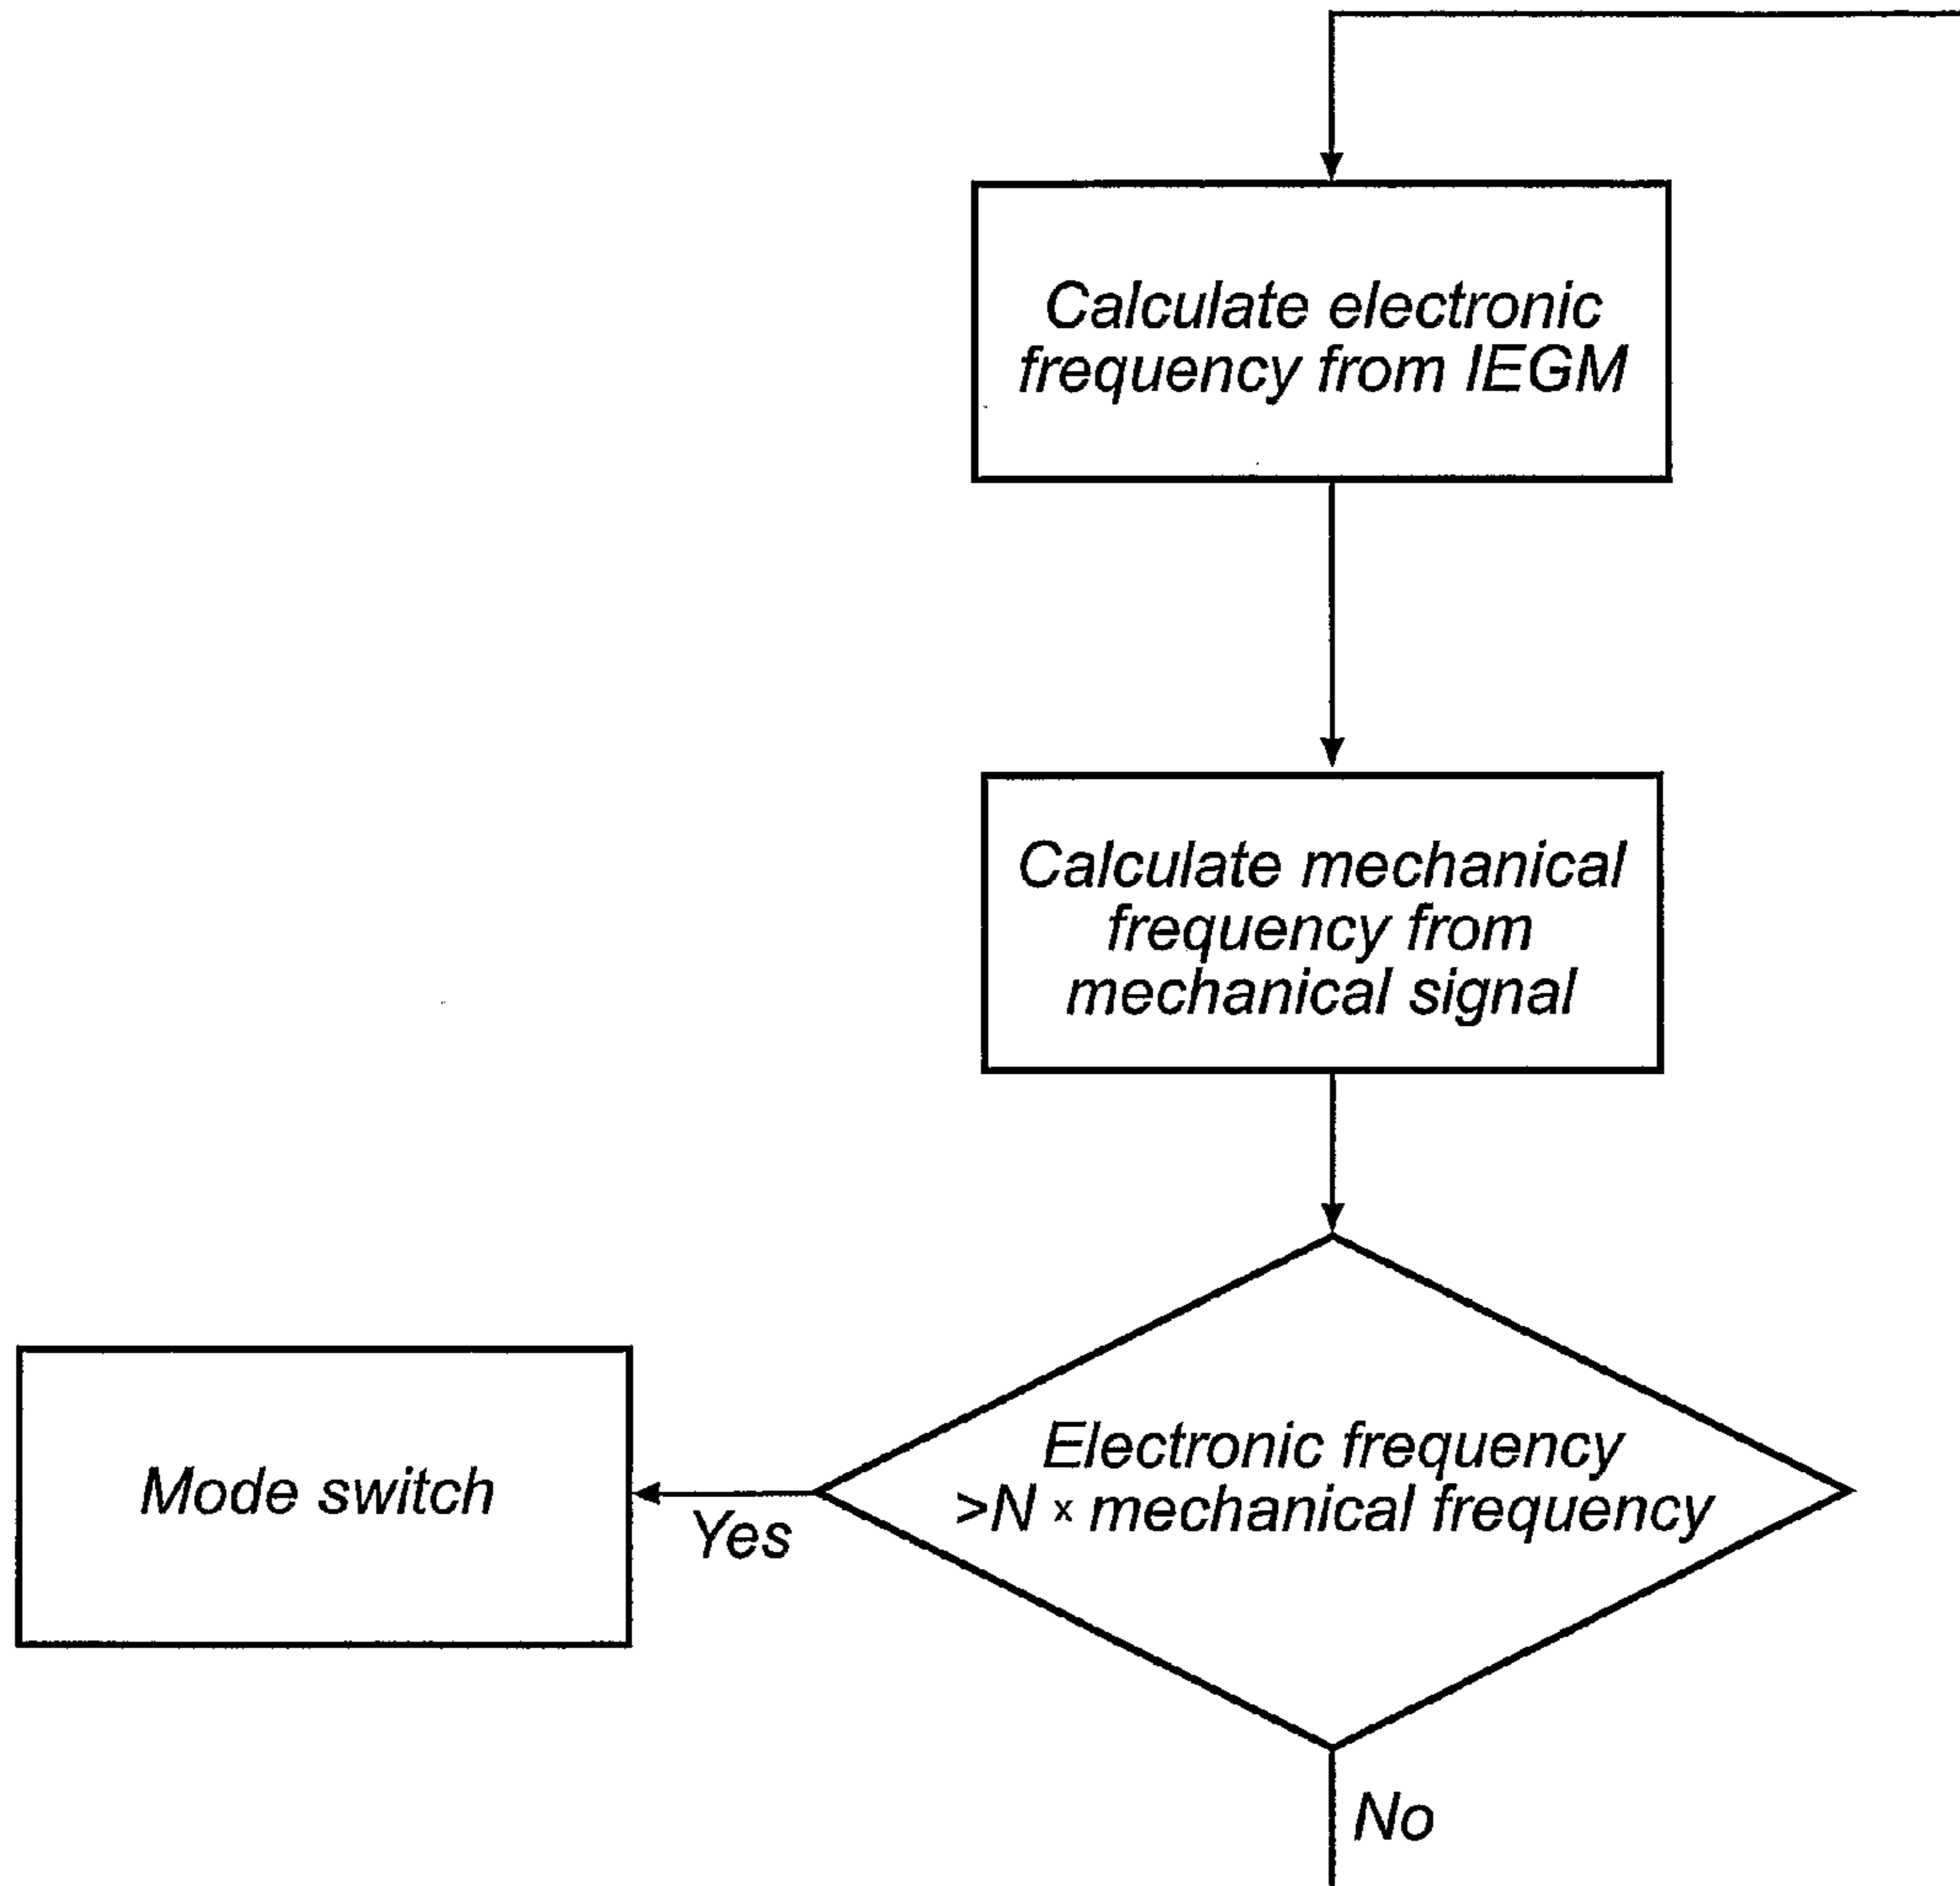 Calculate electronic
frequency from IEGM
Calculate mechanical
frequency from
mechanical signal
Electronic frequency
>N x mechanical frequency
Mode switch
Yes
No